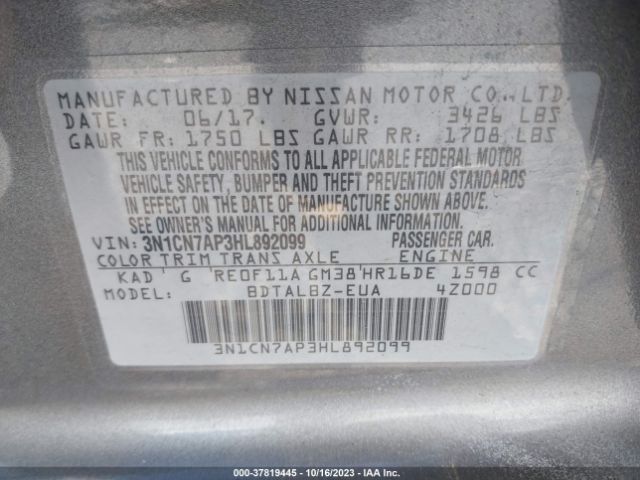 MANUFACTURED BY NISSAN MOTOR CO., LTD.
DATE: 06/17. GVWR: 3426 LBS
GAWR FR: 1750 LBS GAWR RR: 1708 LBS
THIS VEHICLE CONFORMS TO ALL APPLICABLE FEDERAL MOTOR
VEHICLE SAFETY, BUMPER AND THEFT PREVENTION STANDARDS
IN EFFECT ON THE DATE OF MANUFACTURE SHOWN ABOVE.
SEE OWNER'S MANUAL FOR ADDITIONAL INFORMATION.
VIN: 3N1CN7AP3HL892099 PASSENGER CAR.
COLOR TRIM TRANS AXLE ENGINE
KAD G RE0F11A GM38 HR16DE 1598 CC
MODEL: BDTALBZ-EUA 4Z000
3N1CN7AP3HL892099
000-37819445 - 10/16/2023 - IAA Inc.